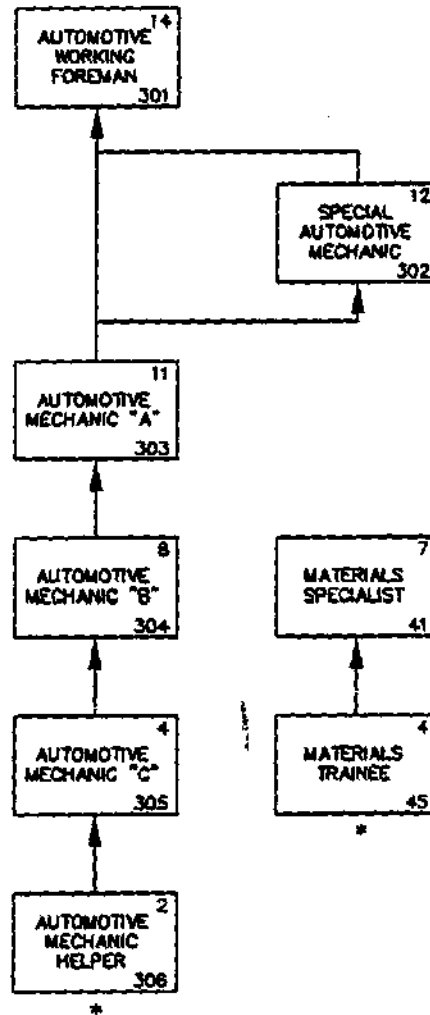 14
AUTOMOTIVE
WORKING
FOREMAN
301
12
SPECIAL
AUTOMOTIVE
MECHANIC
302
11
AUTOMOTIVE
MECHANIC "A"
303
8
AUTOMOTIVE
MECHANIC "B"
304
7
MATERIALS
SPECIALIST
41
4
AUTOMOTIVE
MECHANIC "C"
305
4
MATERIALS
TRAINEE
45
*
2
AUTOMOTIVE
MECHANIC
HELPER
306
*